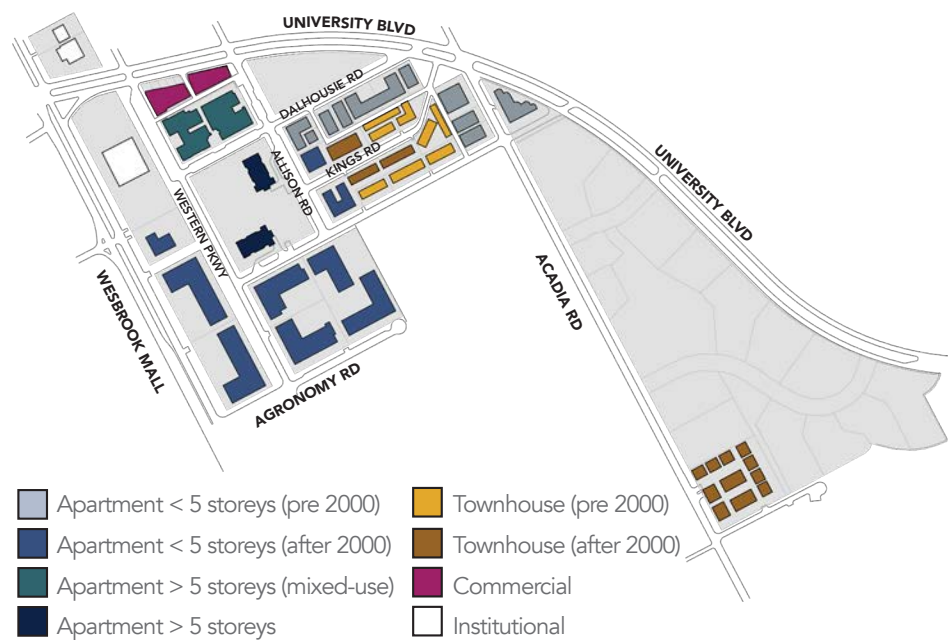 UNIVERSITY BLVD
DALHOUSIE RD
KINGS RD
ALLISON RD
WESTERN PKWY
UNIVERSITY BLVD
WESBROOK MALL
ACADIA RD
AGRONOMY RD
Apartment < 5 storeys (pre 2000)
Apartment < 5 storeys (after 2000)
Apartment > 5 storeys (mixed-use)
Apartment > 5 storeys
Townhouse (pre 2000)
Townhouse (after 2000)
Commercial
Institutional